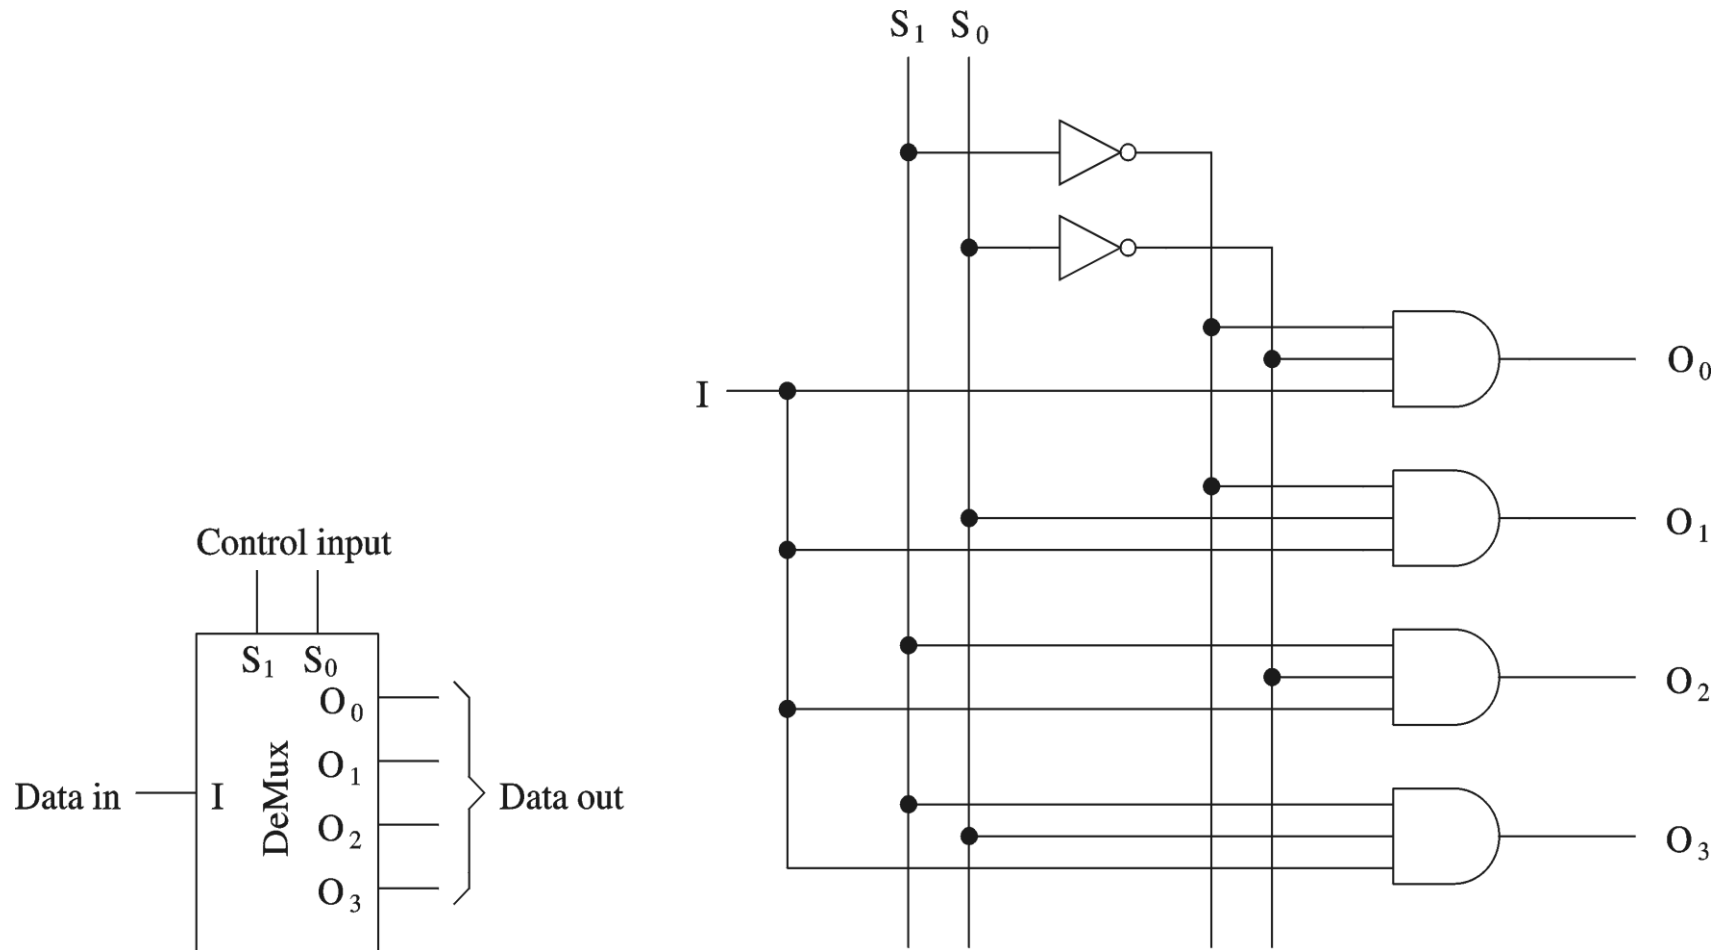 S1 S0
I
O0
O1
O2
O3
Control input
S1 S0
O0
O1
O2
O3
DeMux
Data in
I
Data out